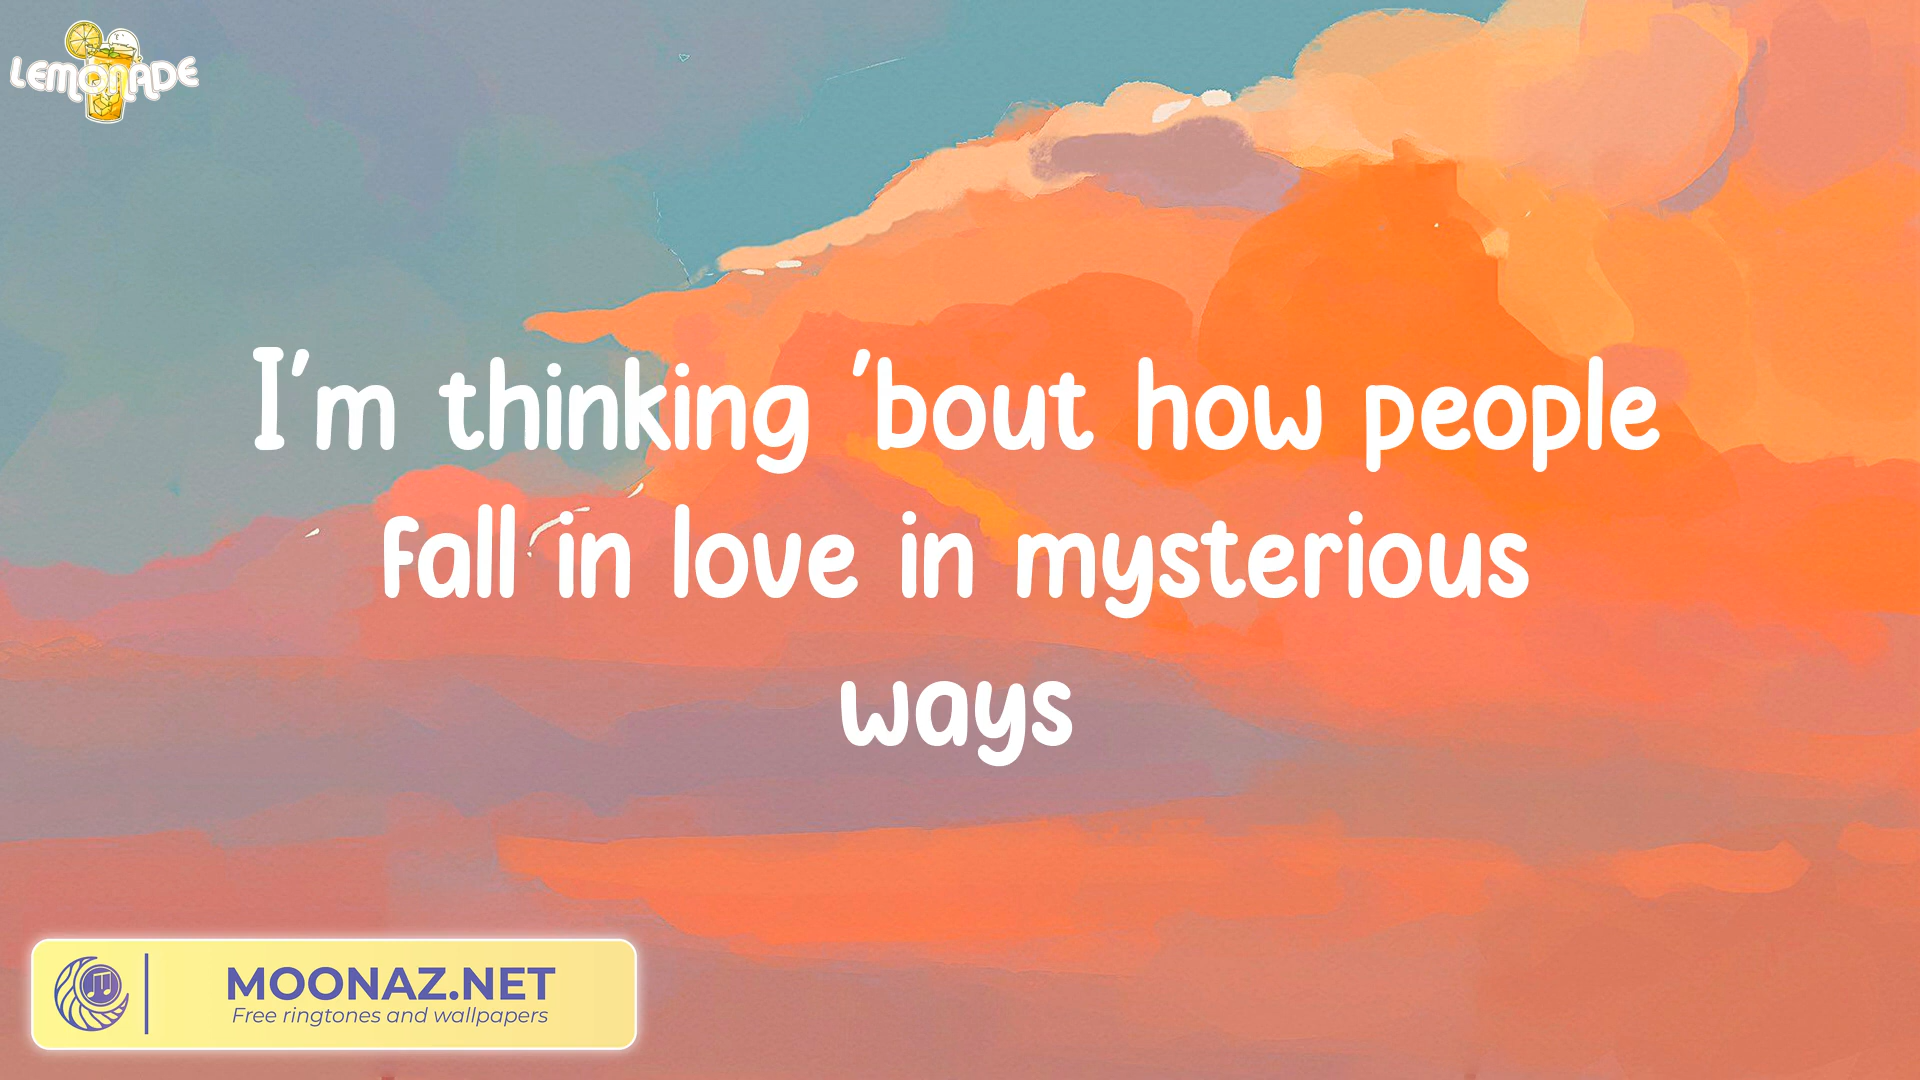 LEMONADE
I'm thinking 'bout how people
fall in love in mysterious
ways
MOONAZ.NET
Free ringtones and wallpapers